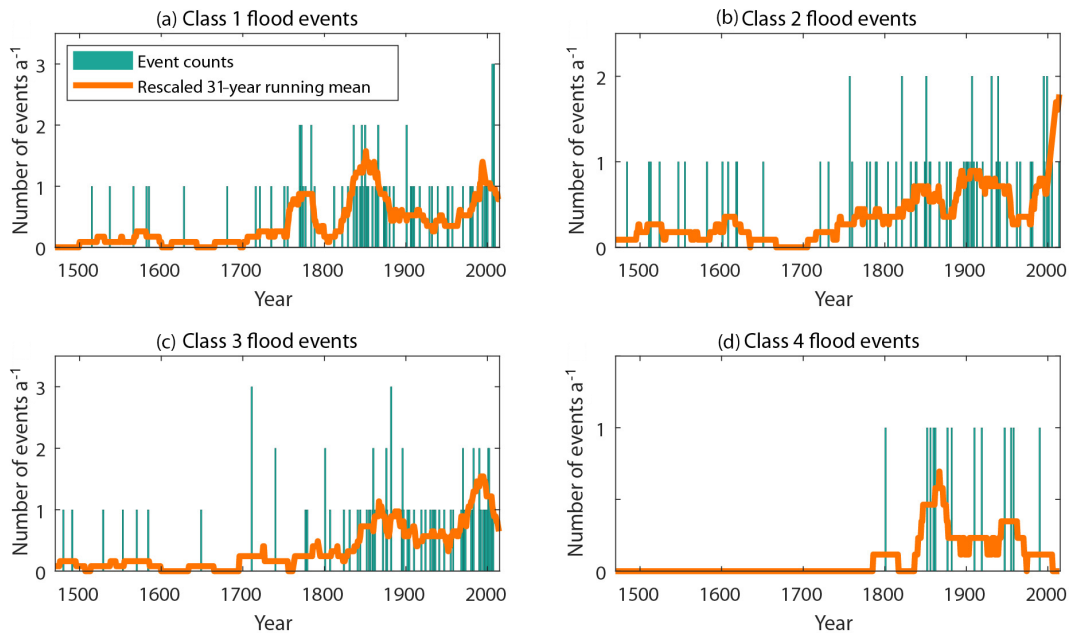 (a) Class 1 flood events
Number of events a⁻¹
3
2
1
0
Event counts
Rescaled 31-year running mean
1500 1600 1700 1800 1900 2000
Year
(b) Class 2 flood events
Number of events a⁻¹
2
1
0
1500 1600 1700 1800 1900 2000
Year
(c) Class 3 flood events
Number of events a⁻¹
3
2
1
0
1500 1600 1700 1800 1900 2000
Year
(d) Class 4 flood events
Number of events a⁻¹
1
0
1500 1600 1700 1800 1900 2000
Year